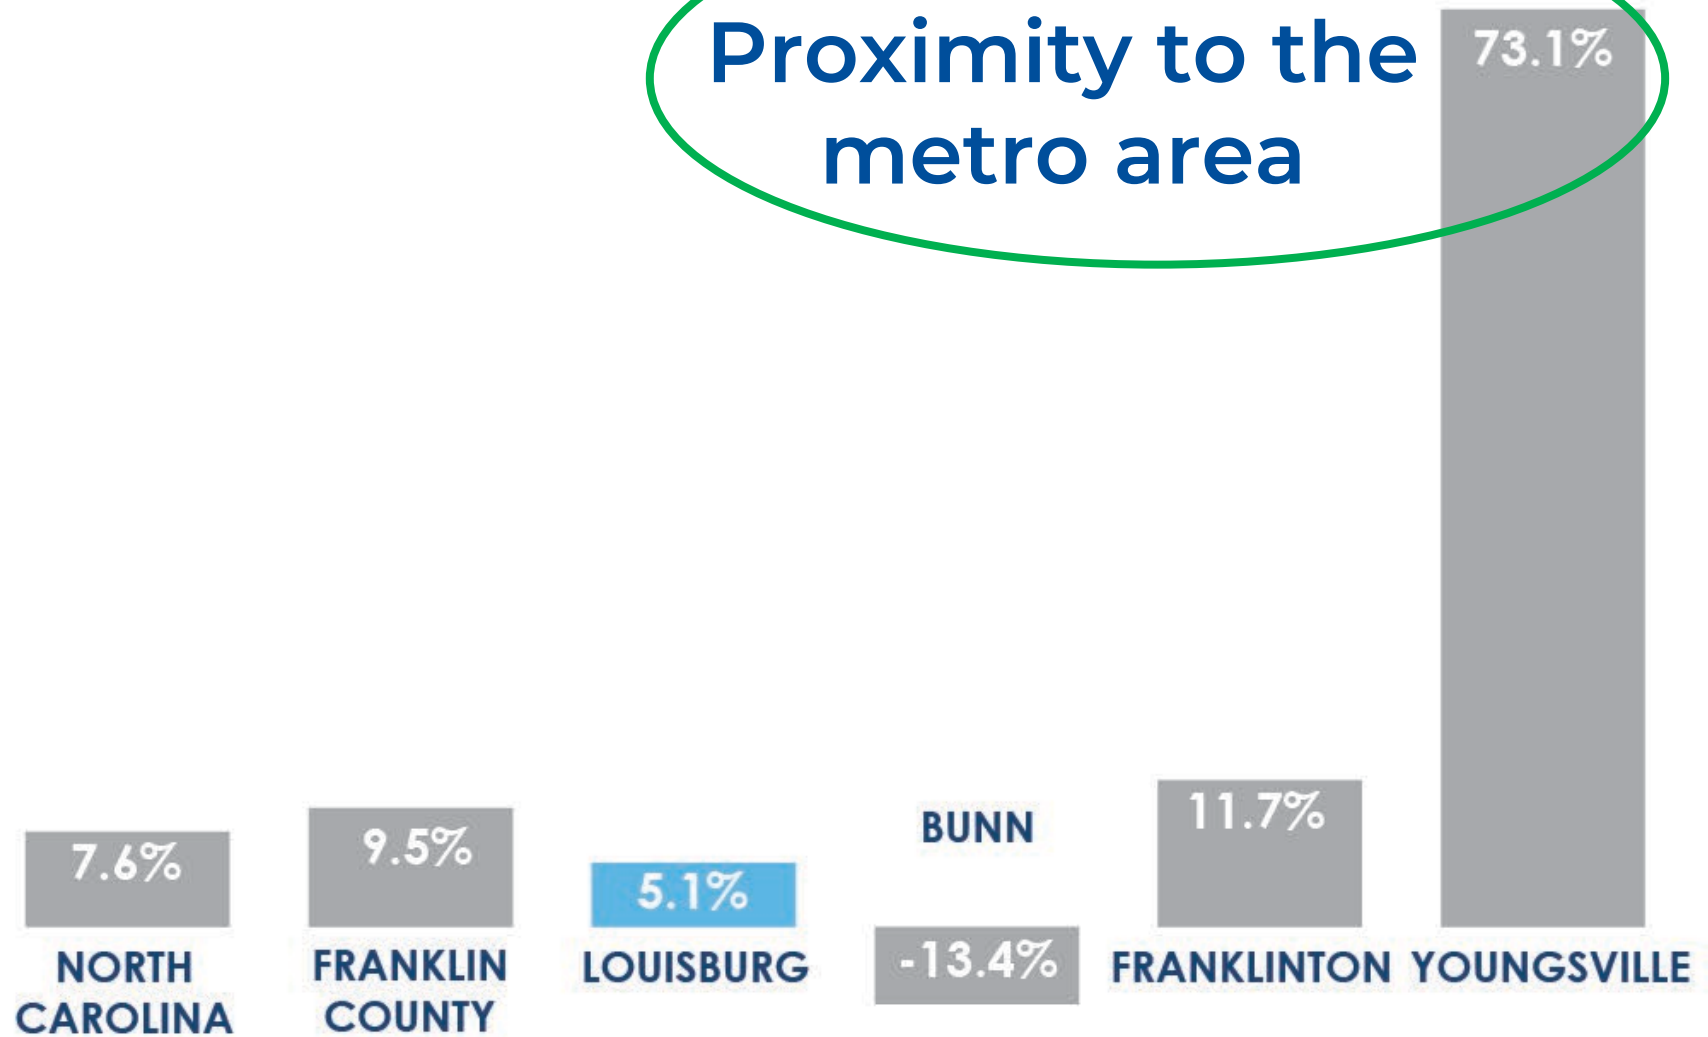 Proximity to the
metro area
73.1%
7.6%
9.5%
5.1%
BUNN
11.7%
NORTH
CAROLINA
FRANKLIN
COUNTY
LOUISBURG
-13.4%
FRANKLINTON
YOUNGSVILLE